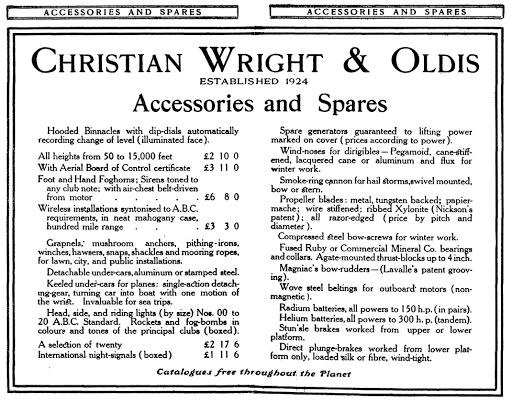 ACCESSORIES AND SPARES
ACCESSORIES AND SPARES
CHRISTIAN WRIGHT & OLDIS
ESTABLISHED 1924
Accessories and Spares
Hooded Binnacles with dip-dials automatically
recording change of level (illuminated face).
All heights from 50 to 15,000 feet £2 10 0
With Aerial Board of Control certificate £3 11 0
Foot and Hand Foghorns; Sirens toned to
any club note; with air-chest belt-driven
from motor . . . . £6 8 0
Wireless installations syntonised to A.B.C.
requirements, in neat mahogany case,
hundred mile range . . . £3 3 0
Grapnels, mushroom anchors, pithing-irons,
winches, hawsers, snaps, shackles and mooring ropes,
for lawn, city, and public installations.
Detachable under-cars, aluminum or stamped steel.
Keeled under-cars for planes: single-action detach-
ing-gear, turning car into boat with one motion of
the wrist. Invaluable for sea trips.
Head, side, and riding lights (by size) Nos. 00 to
20 A.B.C. Standard. Rockets and fog-bombs in
colours and tones of the principal clubs (boxed).
A selection of twenty £2 17 6
International night-signals (boxed) £1 11 6
Spare generators guaranteed to lifting power
marked on cover (prices according to power).
Wind-noses for dirigibles—Pegamoid, cane-stiff-
ened, lacquered cane or aluminum and flux for
winter work.
Smoke-ring cannon for hail storms, swivel mounted,
bow or stern.
Propeller blades: metal, tungsten backed; papier-
mache; wire stiffened; ribbed Xylonite (Nickson's
patent); all razor-edged (price by pitch and
diameter).
Compressed steel bow-screws for winter work.
Fused Ruby or Commercial Mineral Co. bearings
and collars. Agate-mounted thrust-blocks up to 4 inch.
Magniac's bow-rudders—(Lavalle's patent groov-
ing).
Wove steel beltings for outboard motors (non-
magnetic).
Radium batteries, all powers to 150 h.p. (in pairs).
Helium batteries, all powers to 300 h.p. (tandem).
Stun'sle brakes worked from upper or lower
platform.
Direct plunge-brakes worked from lower plat-
form only, loaded silk or fibre, wind-tight.
Catalogues free throughout the Planet